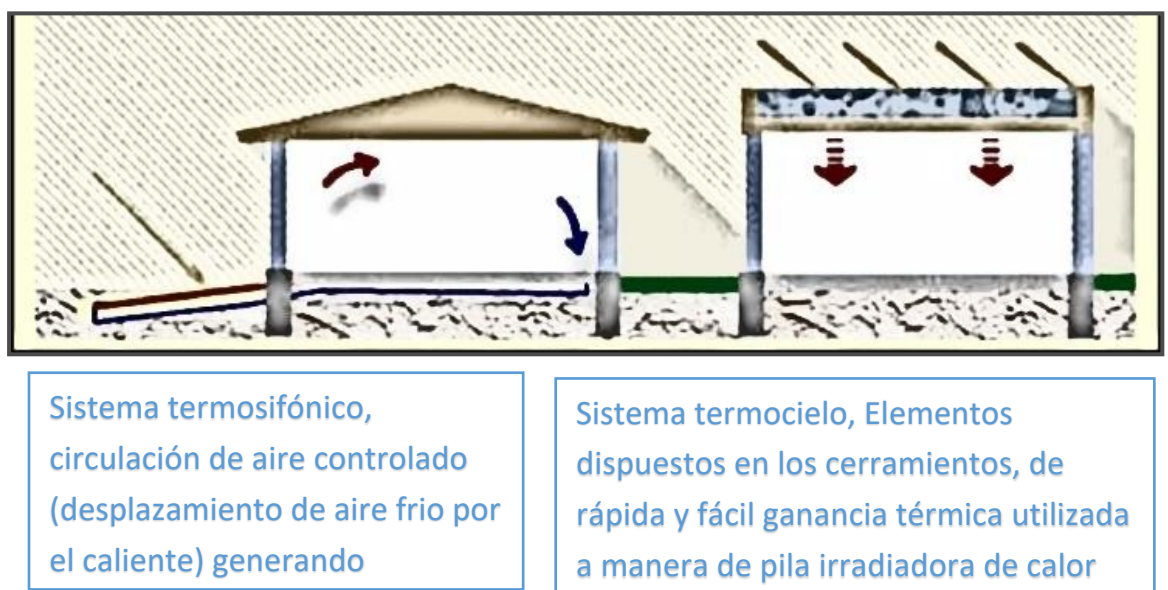 Sistema termosifónico,
circulación de aire controlado
(desplazamiento de aire frio por
el caliente) generando
Sistema termocielo, Elementos
dispuestos en los cerramientos, de
rápida y fácil ganancia térmica utilizada
a manera de pila irradiadora de calor